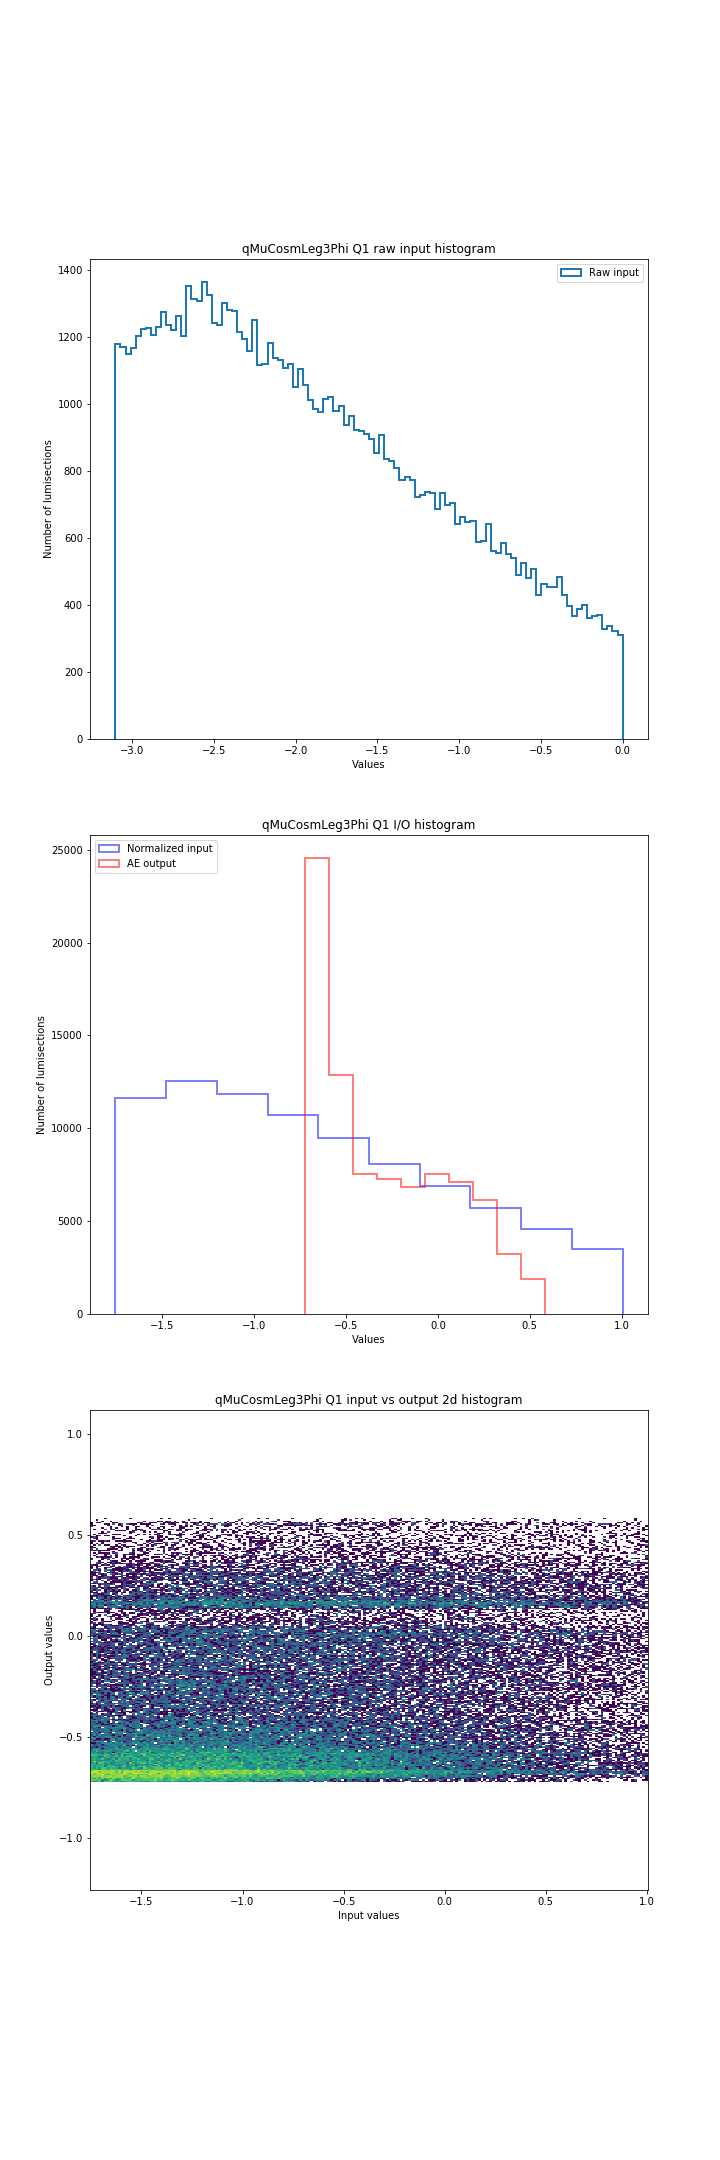 qMuCosmLeg3Phi Q1 raw input histogram
Raw input
1400
1200
1000
800
600
400
200
0
Number of lumisections
−3.0 −2.5 −2.0 −1.5 −1.0 −0.5 0.0
Values
qMuCosmLeg3Phi Q1 I/O histogram
Normalized input
AE output
25000
20000
15000
10000
5000
0
Number of lumisections
−1.5 −1.0 −0.5 0.0 0.5 1.0
Values
qMuCosmLeg3Phi Q1 input vs output 2d histogram
1.0
0.5
0.0
−0.5
−1.0
Output values
−1.5 −1.0 −0.5 0.0 0.5 1.0
Input values